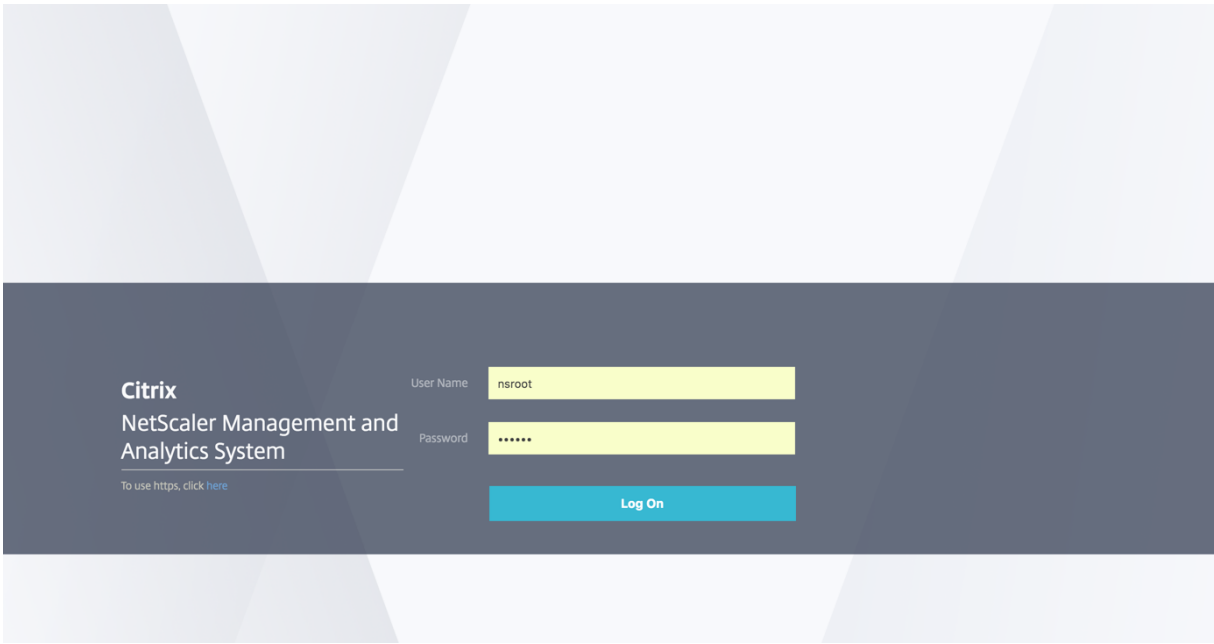 Citrix
NetScaler Management and
Analytics System
To use https, click here
User Name
nsroot
Password
••••••
Log On